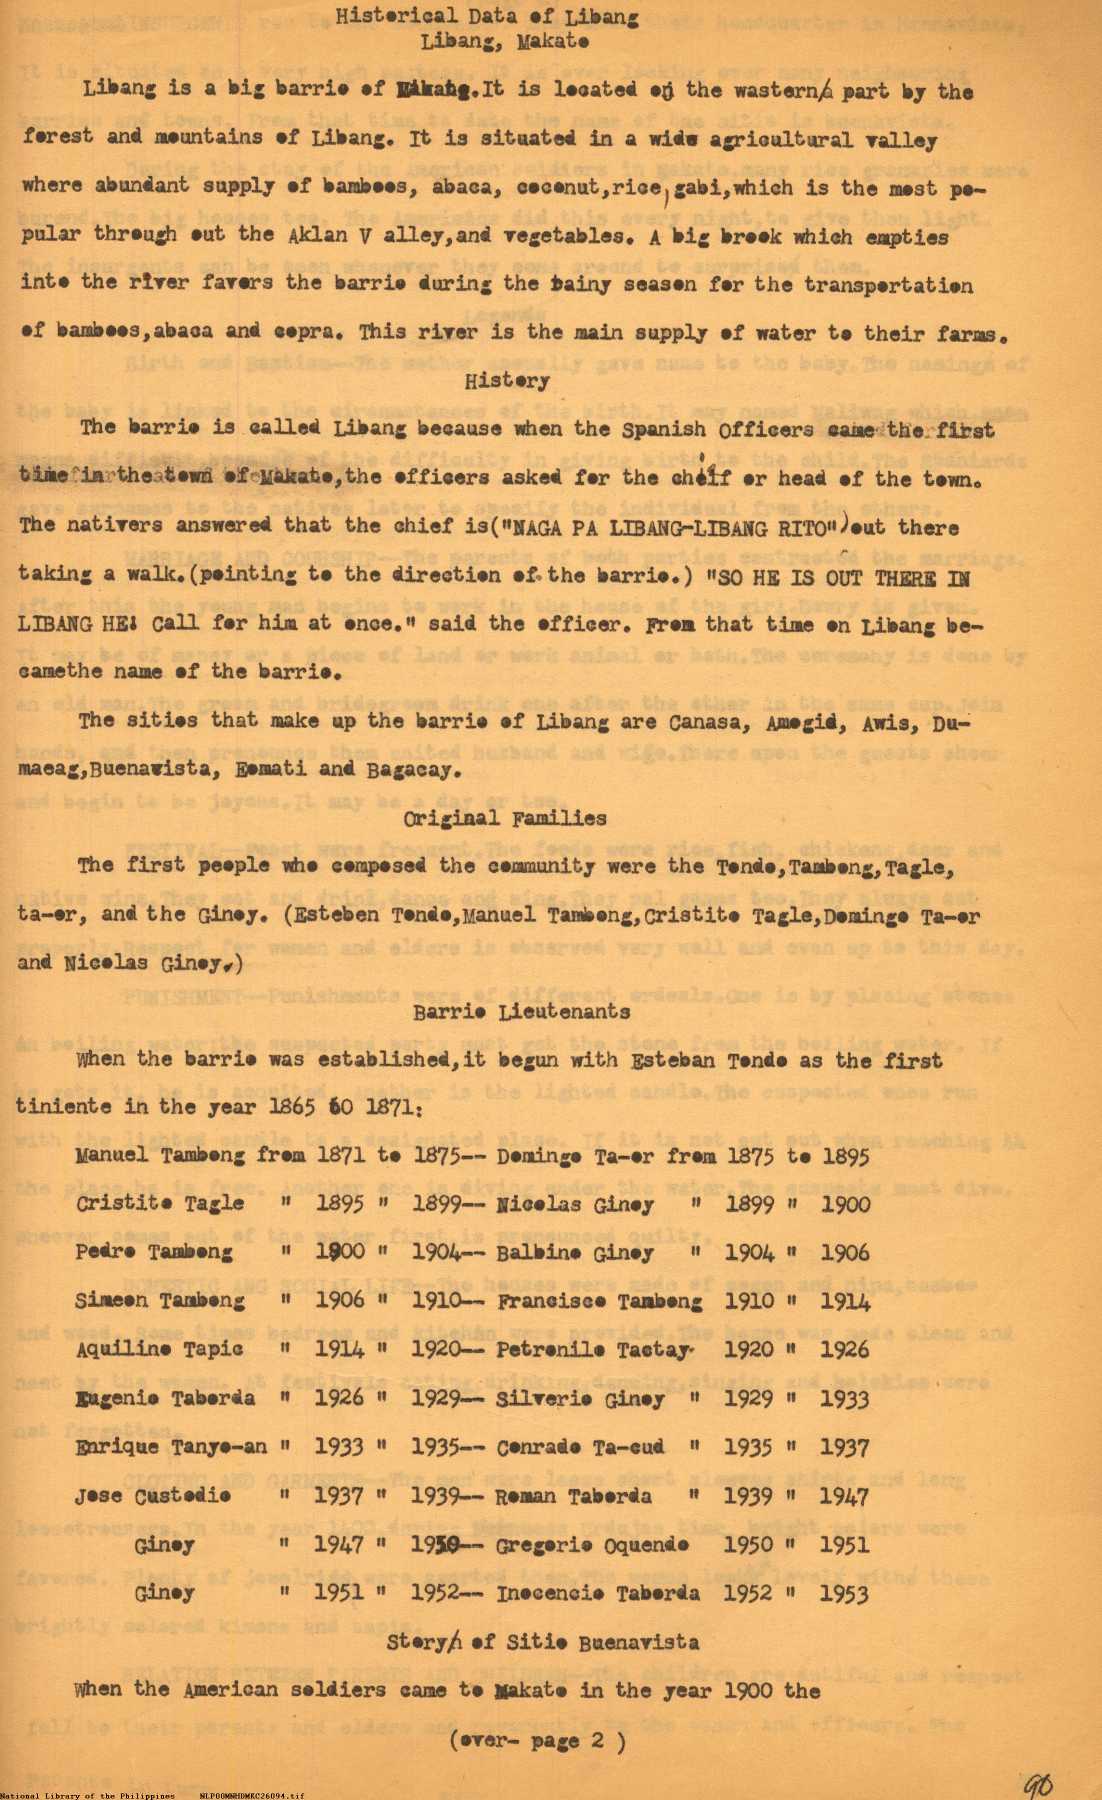 Historical Data of Libang
Libang, Makato
Libang is a big barrio of Makato.It is located on the wastern part by the
forest and mountains of Libang. It is situated in a wide agricultural valley
where abundant supply of bamboos, abaca, coconut,rice,gabi,which is the most po-
pular through out the Aklan V alley,and vegetables. A big brook which empties
into the river favors the barrio during the rainy season for the transportation
of bamboos,abaca and copra. This river is the main supply of water to their farms.
History
The barrio is called Libang because when the Spanish Officers came the first
time in the town of Makato,the officers asked for the cheif or head of the town.
The nativers answered that the chief is("NAGA PA LIBANG-LIBANG RITO")out there
taking a walk.(pointing to the direction of the barrio.) "SO HE IS OUT THERE IN
LIBANG HE! Call for him at once." said the officer. From that time on Libang be-
camethe name of the barrio.
The sitios that make up the barrio of Libang are Canasa, Amogid, Awis, Du-
maeag,Buenavista, Eomati and Bagacay.
Original Families
The first people who composed the community were the Tondo,Tambong,Tagle,
ta-or, and the Ginoy. (Esteben Tondo,Manuel Tambong,Cristito Tagle,Domingo Ta-or
and Nicolas Ginoy.)
Barrio Lieutenants
When the barrio was established,it begun with Esteban Tondo as the first
tiniente in the year 1865 to 1871:
Manuel Tambong from 1871 to 1875-- Domingo Ta-or from 1875 to 1895
Cristito Tagle " 1895 " 1899-- Nicolas Ginoy " 1899 " 1900
Pedro Tambong " 1900 " 1904-- Balbino Ginoy " 1904 " 1906
Simeon Tambong " 1906 " 1910-- Francisco Tambong 1910 " 1914
Aquilino Tapic " 1914 " 1920-- Petronilo Tactay 1920 " 1926
Eugenio Taborda " 1926 " 1929-- Silverio Ginoy " 1929 " 1933
Enrique Tanyo-an " 1933 " 1935-- Conrado Ta-cud " 1935 " 1937
Jose Custodio " 1937 " 1939-- Roman Taborda " 1939 " 1947
Ginoy " 1947 " 1950-- Gregorio Oquendo 1950 " 1951
Ginoy " 1951 " 1952-- Inocencio Taborda 1952 " 1953
Story of Sitio Buenavista
When the American soldiers came to Makato in the year 1900 the
(over- page 2 )
90
National Library of the Philippines NLPOOMNHDMKC26094.tif